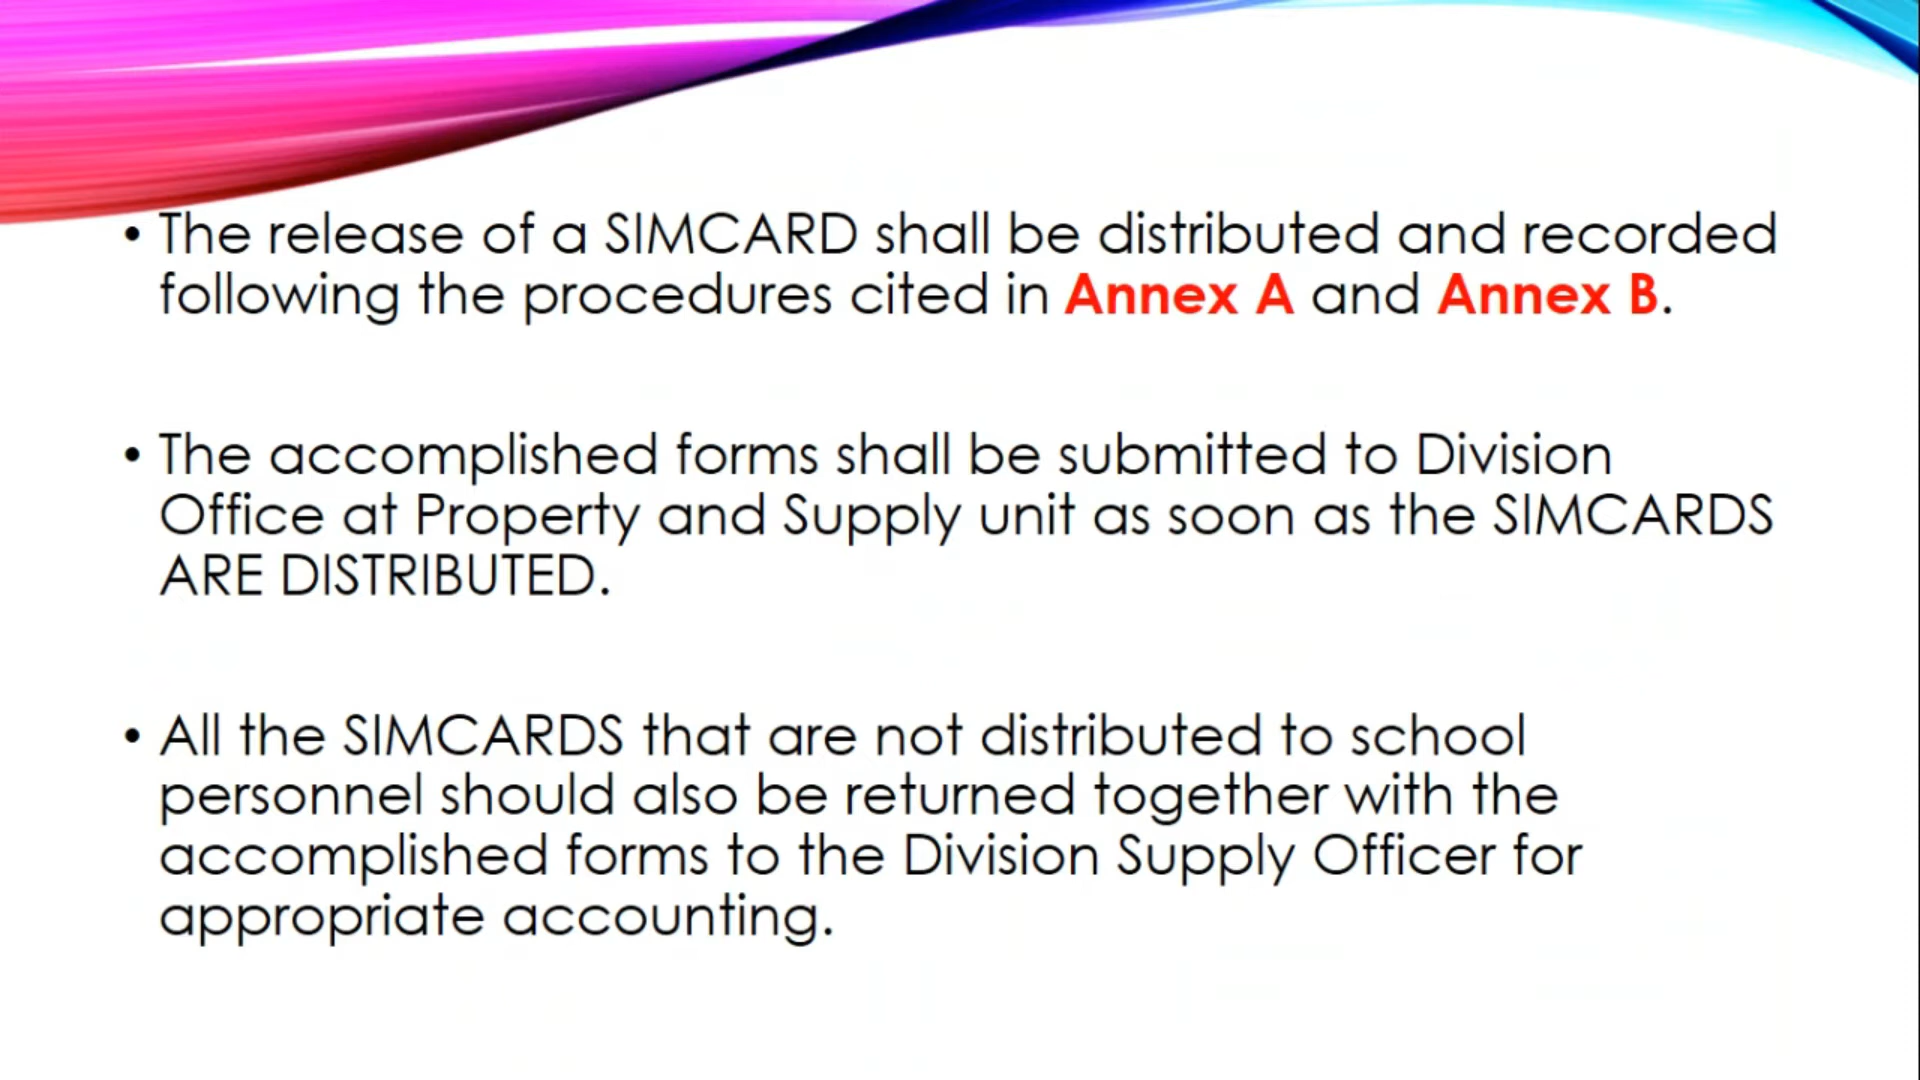 • The release of a SIMCARD shall be distributed and recorded
following the procedures cited in Annex A and Annex B.
• The accomplished forms shall be submitted to Division
Office at Property and Supply unit as soon as the SIMCARDS
ARE DISTRIBUTED.
• All the SIMCARDS that are not distributed to school
personnel should also be returned together with the
accomplished forms to the Division Supply Officer for
appropriate accounting.